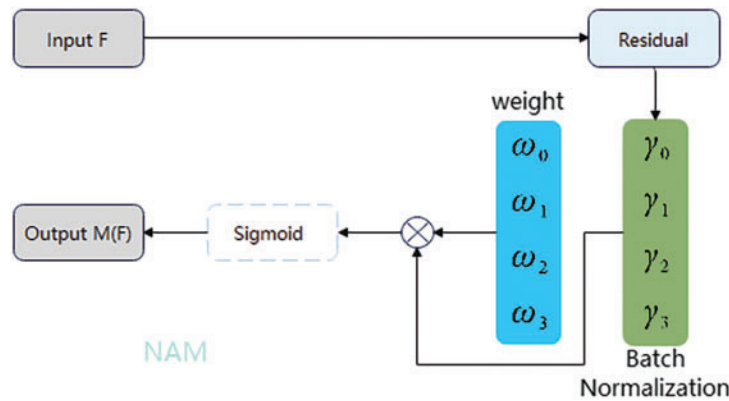 Input F
Residual
weight
ω₀
ω₁
ω₂
ω₃
γ₀
γ₁
γ₂
γ₃
Output M(F)
Sigmoid
NAM
Batch
Normalization